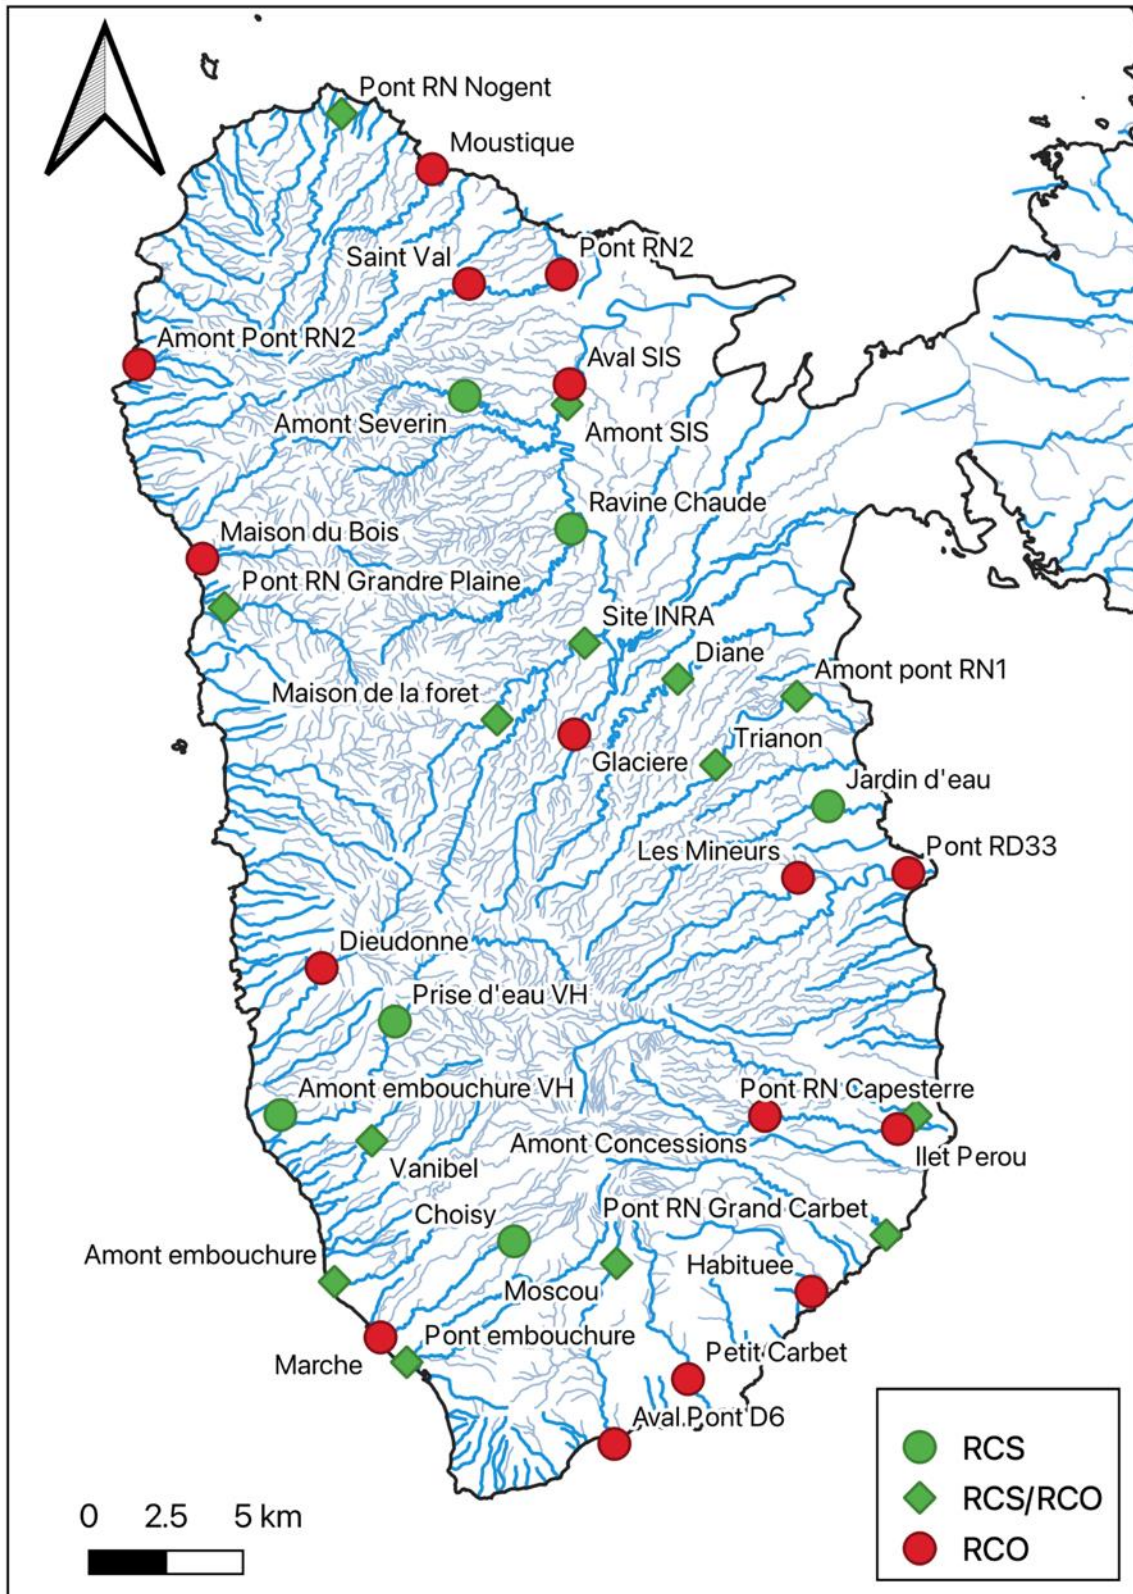 Pont RN Nogent
Moustique
Pont RN2
Saint Val
Amont Pont RN2
Aval SIS
Amont Severin
Amont SIS
Ravine Chaude
Maison du Bois
Pont RN Grandre Plaine
Site INRA
Diane
Amont pont RN1
Maison de la foret
Trianon
Glaciere
Jardin d'eau
Les Mineurs
Pont RD33
Dieudonne
Prise d'eau VH
Amont embouchure VH
Pont RN Capesterre
Amont Concessions
Ilet Perou
Vanibel
Choisy
Pont RN Grand Carbet
Amont embouchure
Habituee
Moscou
Pont embouchure
Marche
Petit Carbet
Aval Pont D6
RCS
RCS/RCO
RCO
0 2.5 5 km